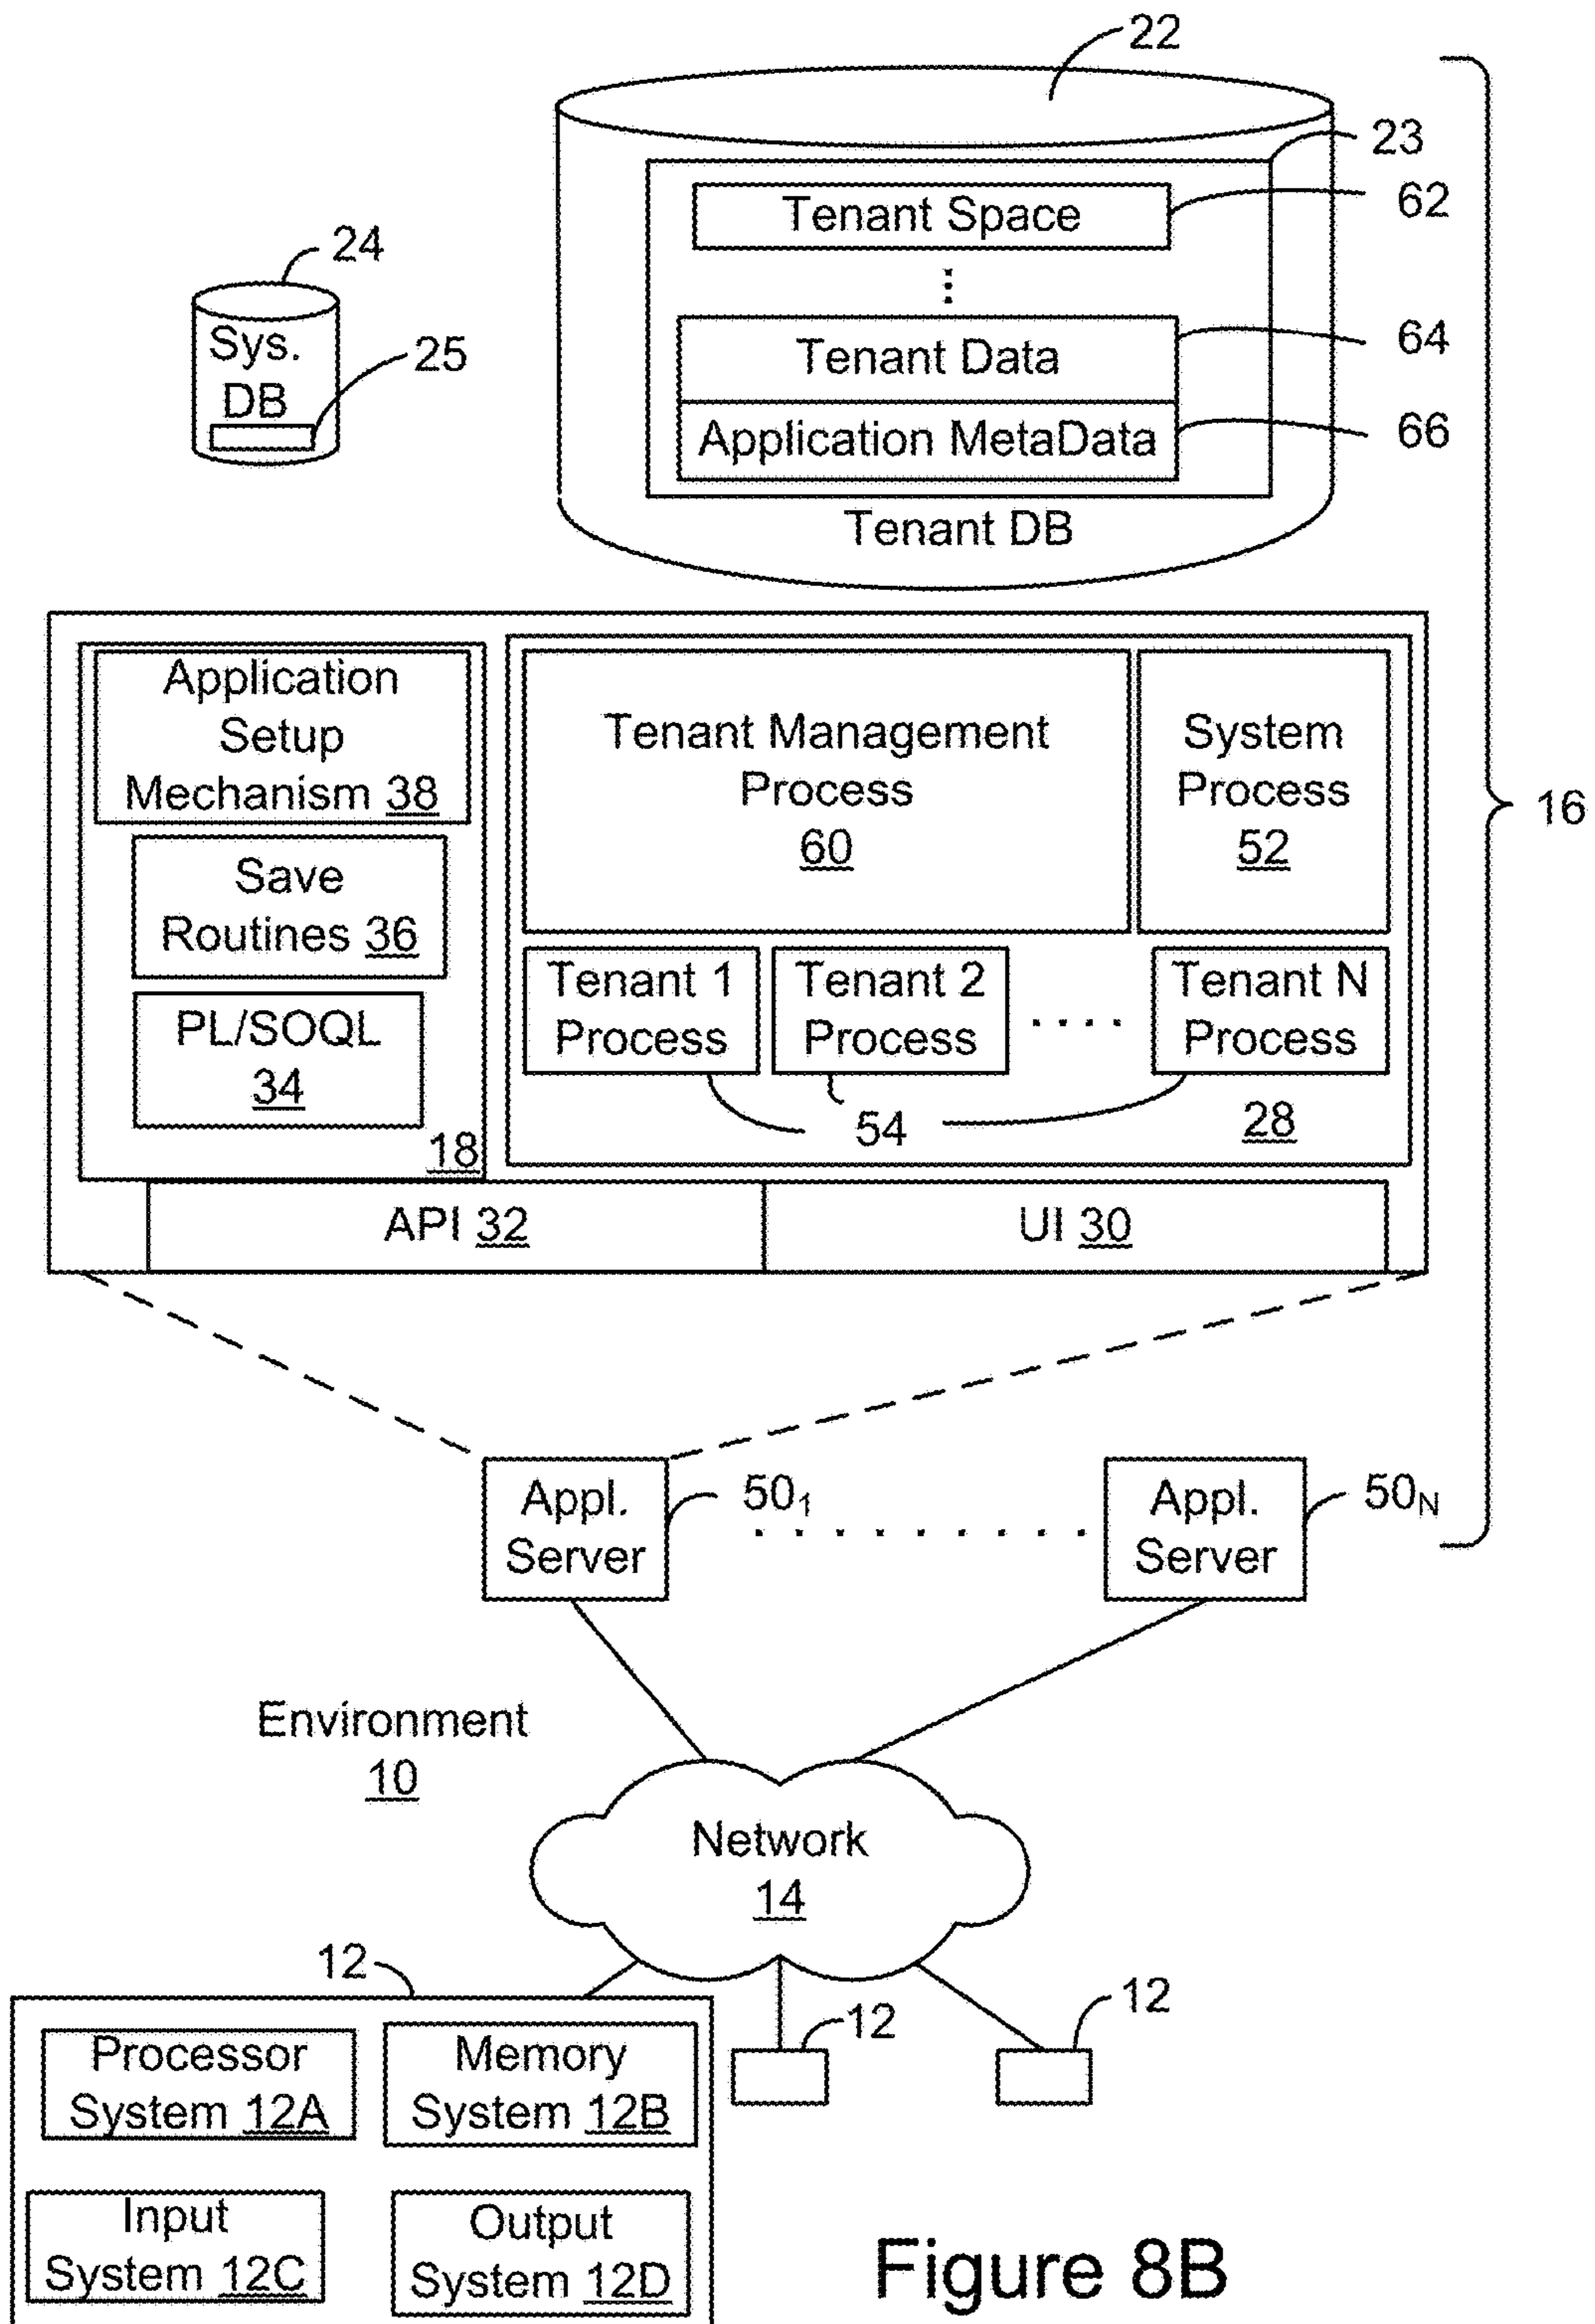 22
23
Tenant Space
62
24
Sys.
DB
25
Tenant Data
64
Application MetaData
66
Tenant DB
Application
Setup
Mechanism 38
Tenant Management
Process
60
System
Process
52
16
Save
Routines 36
Tenant 1
Process
Tenant 2
Process
. . . .
Tenant N
Process
PL/SOQL
34
18
54
28
API 32
UI 30
Appl.
Server
50₁
. . . . . . . . .
Appl.
Server
50N
Environment
10
Network
14
12
12
12
Processor
System 12A
Memory
System 12B
Input
System 12C
Output
System 12D
Figure 8B